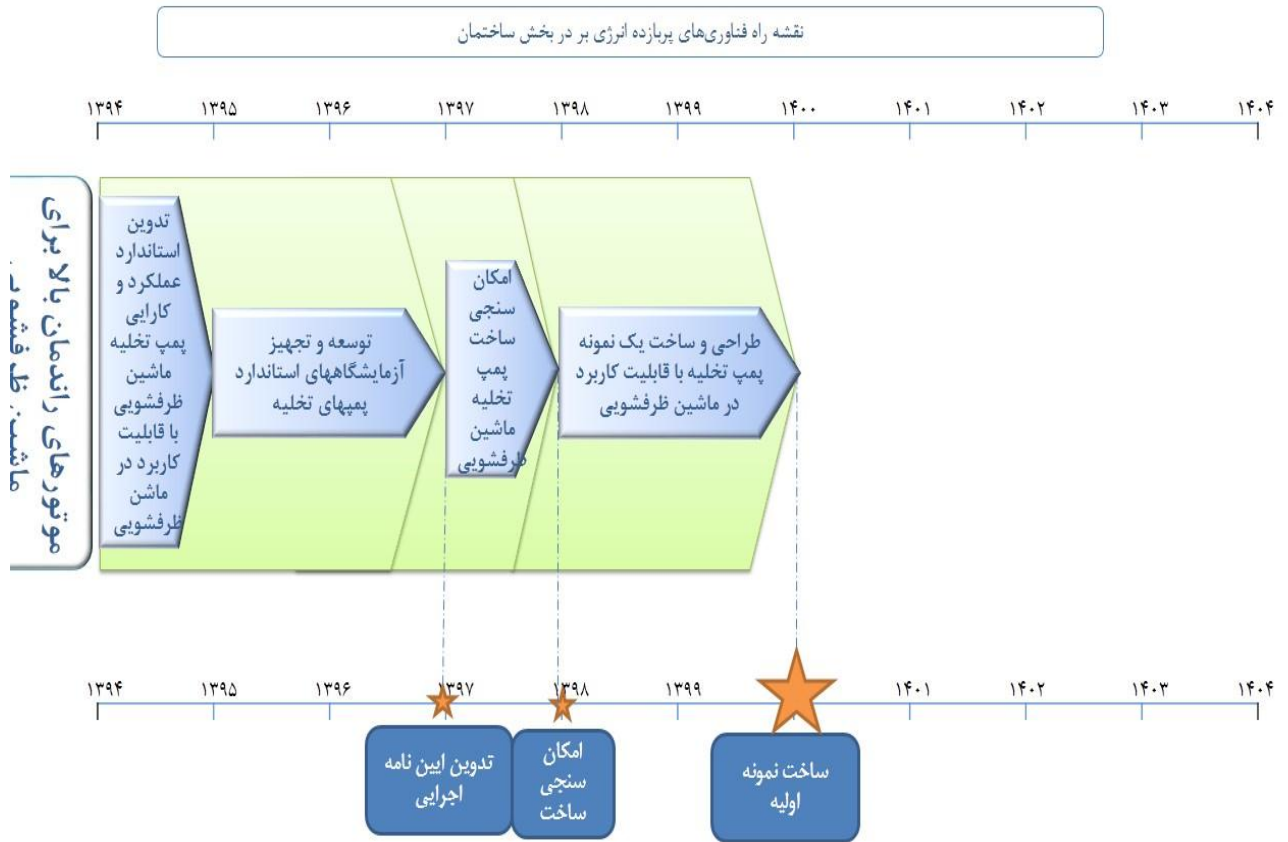 نقشه راه فناوری‌های پربازده انرژی بر در بخش ساختمان
۱۳۹۴ ۱۳۹۵ ۱۳۹۶ ۱۳۹۷ ۱۳۹۸ ۱۳۹۹ ۱۴۰۰ ۱۴۰۱ ۱۴۰۲ ۱۴۰۳ ۱۴۰۴
موتورهای راندمان بالا برای
ماشین ظرفشویی
تدوین
استاندارد
عملکرد و
کارایی
پمپ تخلیه
ماشین
ظرفشویی
با قابلیت
کاربرد در
ماشن
ظرفشویی
توسعه و تجهیز
آزمایشگاههای استاندارد
پمپهای تخلیه
امکان
سنجی
ساخت
پمپ
تخلیه
ماشین
ظرفشویی
طراحی و ساخت یک نمونه
پمپ تخلیه با قابلیت کاربرد
در ماشین ظرفشویی
۱۳۹۴ ۱۳۹۵ ۱۳۹۶ ۱۳۹۷ ۱۳۹۸ ۱۳۹۹ ۱۴۰۱ ۱۴۰۲ ۱۴۰۳ ۱۴۰۴
تدوین ایین نامه
اجرایی
امکان
سنجی
ساخت
ساخت نمونه
اولیه